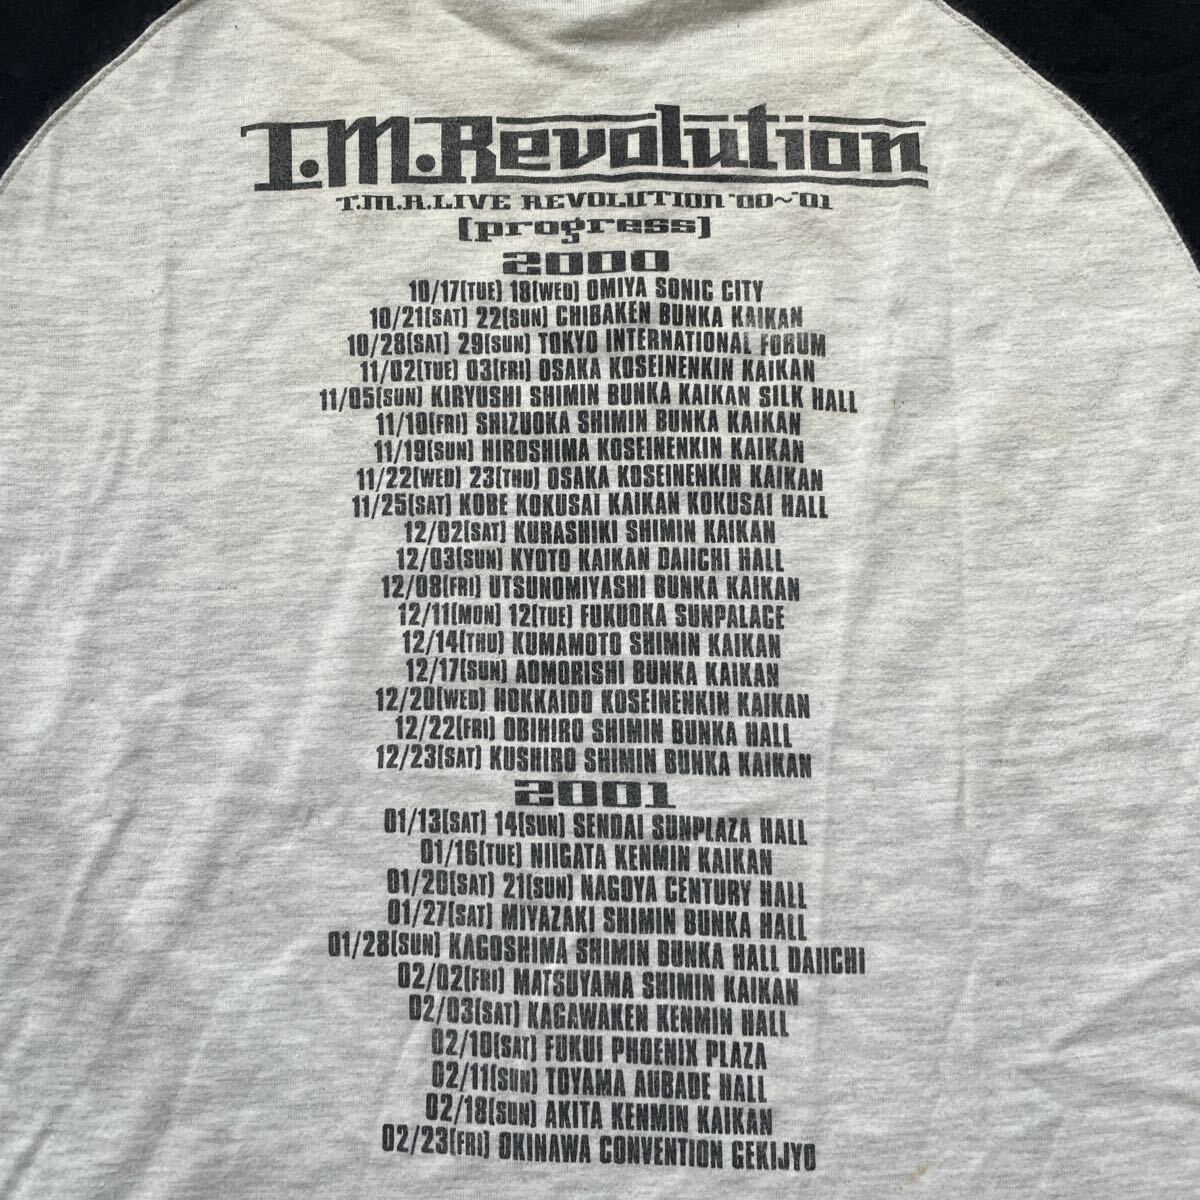 T.M.Revolution
T.M.R.LIVE REVOLUTION '00~'01
[progress]
2000
10/17[TUE] 18[WED] OMIYA SONIC CITY
10/21[SAT] 22[SUN] CHIBAKEN BUNKA KAIKAN
10/28[SAT] 29[SUN] TOKYO INTERNATIONAL FORUM
11/02[TUE] 03[FRI] OSAKA KOSEINENKIN KAIKAN
11/05[SUN] KIRYUSHI SHIMIN BUNKA KAIKAN SILK HALL
11/10[FRI] SHIZUOKA SHIMIN BUNKA KAIKAN
11/19[SUN] HIROSHIMA KOSEINENKIN KAIKAN
11/22[WED] 23[THU] OSAKA KOSEINENKIN KAIKAN
11/25[SAT] KOBE KOKUSAI KAIKAN KOKUSAI HALL
12/02[SAT] KURASHIKI SHIMIN KAIKAN
12/03[SUN] KYOTO KAIKAN DAIICHI HALL
12/08[FRI] UTSUNOMIYASHI BUNKA KAIKAN
12/11[MON] 12[TUE] FUKUOKA SUNPALACE
12/14[THU] KUMAMOTO SHIMIN KAIKAN
12/17[SUN] AOMORISHI BUNKA KAIKAN
12/20[WED] HOKKAIDO KOSEINENKIN KAIKAN
12/22[FRI] OBIHIRO SHIMIN BUNKA HALL
12/23[SAT] KUSHIRO SHIMIN BUNKA KAIKAN
2001
01/13[SAT] 14[SUN] SENDAI SUNPLAZA HALL
01/16[TUE] NIIGATA KENMIN KAIKAN
01/20[SAT] 21[SUN] NAGOYA CENTURY HALL
01/27[SAT] MIYAZAKI SHIMIN BUNKA HALL
01/28[SUN] KAGOSHIMA SHIMIN BUNKA HALL DAIICHI
02/02[FRI] MATSUYAMA SHIMIN KAIKAN
02/03[SAT] KAGAWAKEN KENMIN HALL
02/10[SAT] FUKUI PHOENIX PLAZA
02/11[SUN] TOYAMA AUBADE HALL
02/18[SUN] AKITA KENMIN KAIKAN
02/23[FRI] OKINAWA CONVENTION GEKIJYO